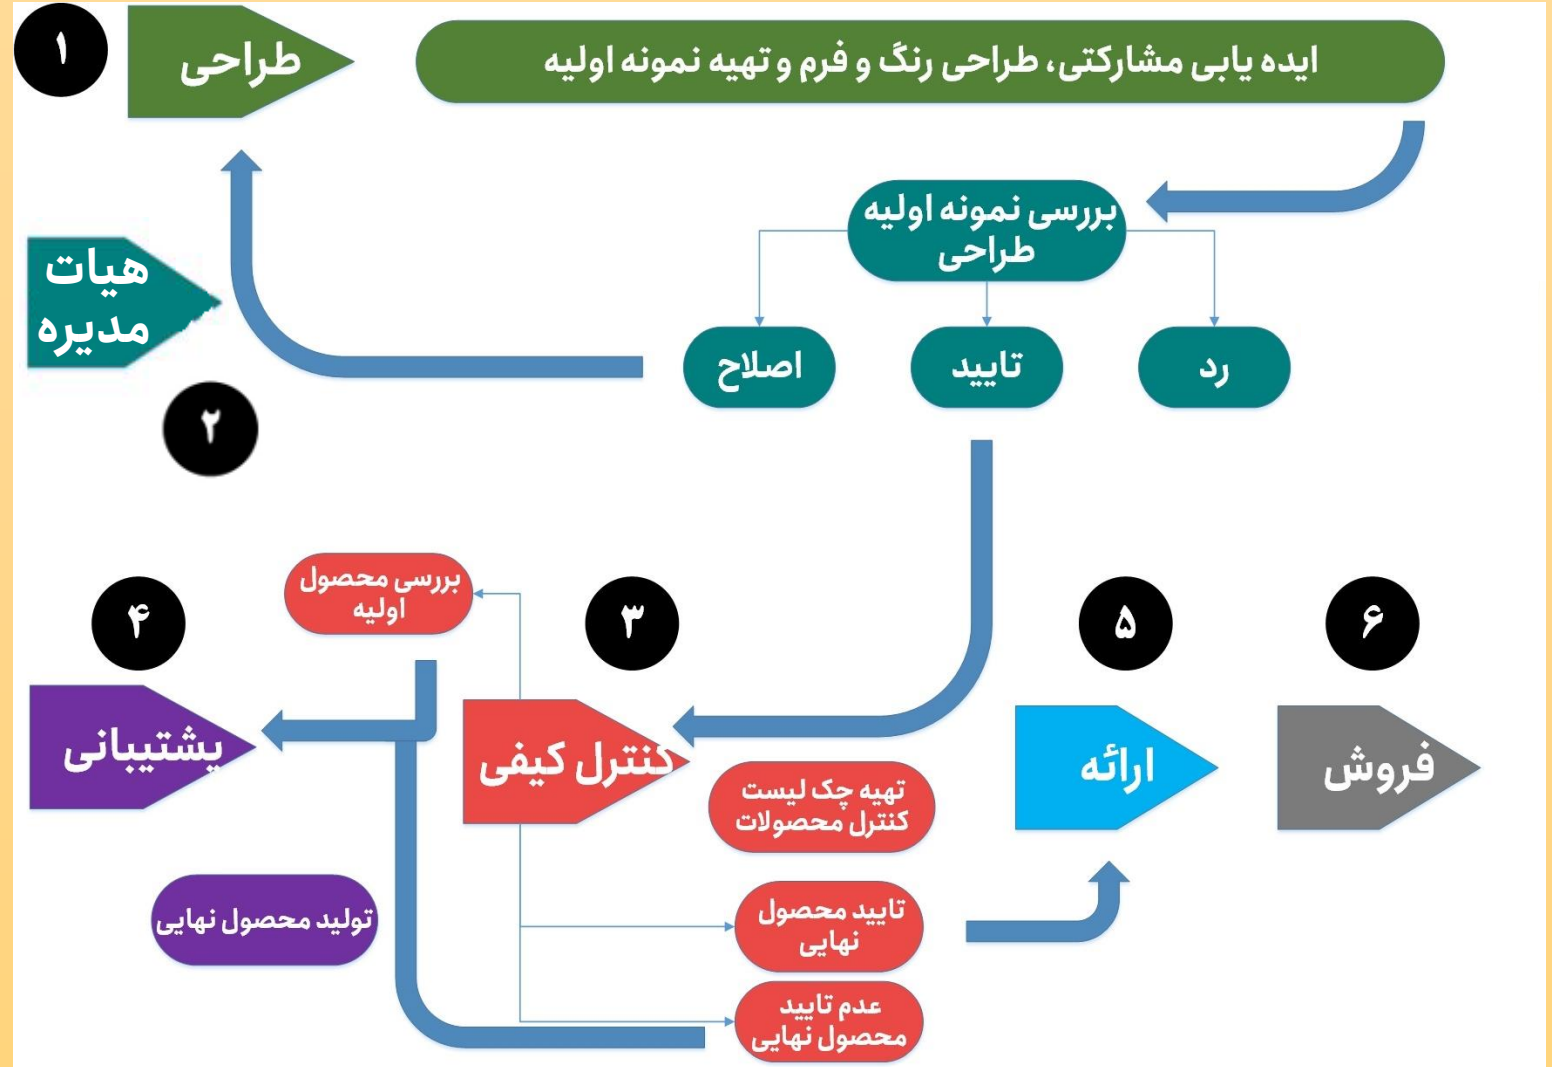 ۱
طراحی
ایده یابی مشارکتی، طراحی رنگ و فرم و تهیه نمونه اولیه
بررسی نمونه اولیه
طراحی
هیات
مدیره
رد
تایید
اصلاح
۲
بررسی محصول
اولیه
۶
۵
۳
۴
فروش
ارائه
کنترل کیفی
پشتیبانی
تهیه چک لیست
کنترل محصولات
تایید محصول
نهایی
تولید محصول نهایی
عدم تایید
محصول نهایی